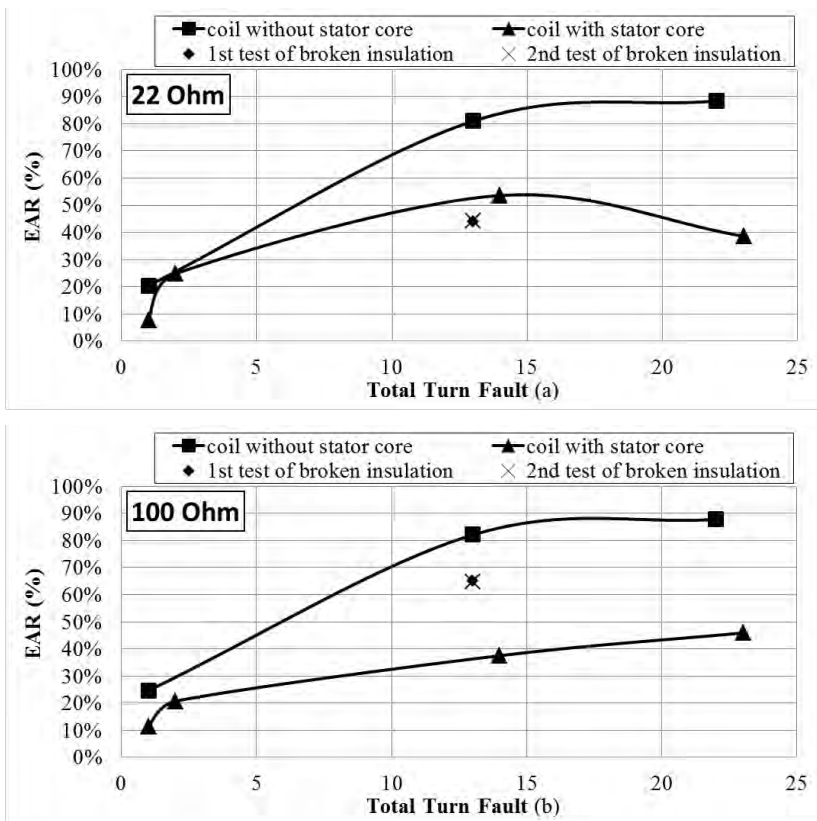 coil without stator core coil with stator core
1st test of broken insulation 2nd test of broken insulation
100%
22 Ohm
90%
80%
70%
60%
50%
40%
30%
20%
10%
0%
EAR (%)
0 5 10 15 20 25
Total Turn Fault (a)
coil without stator core coil with stator core
1st test of broken insulation 2nd test of broken insulation
100%
100 Ohm
90%
80%
70%
60%
50%
40%
30%
20%
10%
0%
EAR (%)
0 5 10 15 20 25
Total Turn Fault (b)